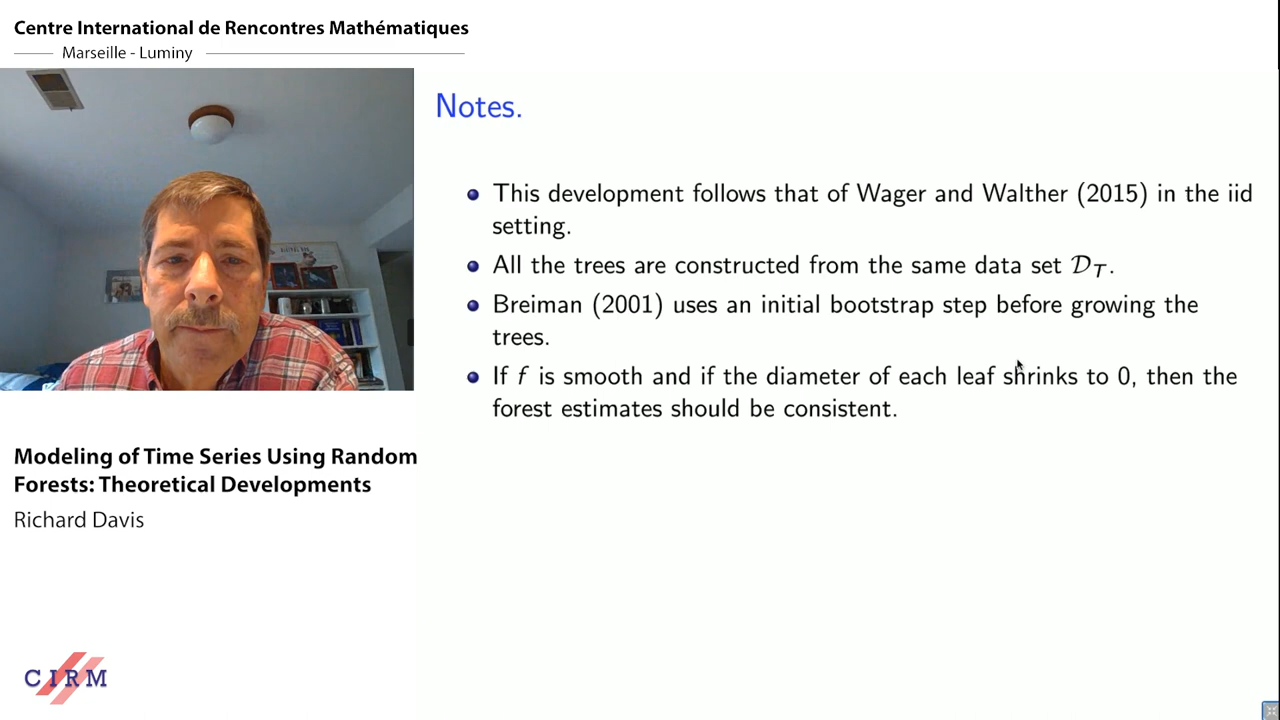 Centre International de Rencontres Mathématiques
Marseille - Luminy
Notes.
This development follows that of Wager and Walther (2015) in the iid
setting.
All the trees are constructed from the same data set 𝒟_T.
Breiman (2001) uses an initial bootstrap step before growing the
trees.
If f is smooth and if the diameter of each leaf shrinks to 0, then the
forest estimates should be consistent.
Modeling of Time Series Using Random
Forests: Theoretical Developments
Richard Davis
CIRM